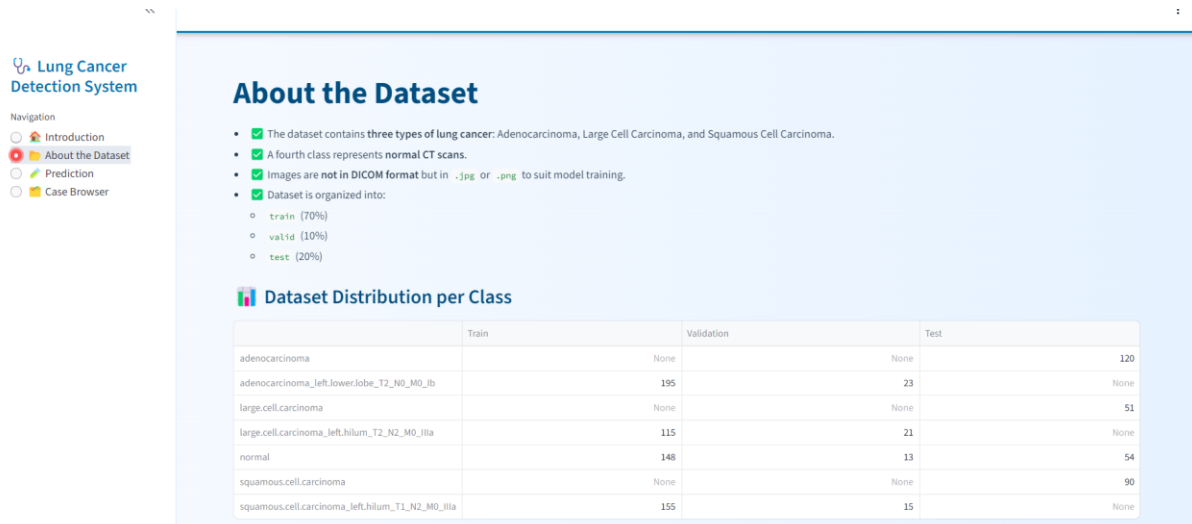 Lung Cancer
Detection System
Navigation
Introduction
About the Dataset
Prediction
Case Browser
About the Dataset
The dataset contains three types of lung cancer: Adenocarcinoma, Large Cell Carcinoma, and Squamous Cell Carcinoma.
A fourth class represents normal CT scans.
Images are not in DICOM format but in .jpg or .png to suit model training.
Dataset is organized into:
train (70%)
valid (10%)
test (20%)
Dataset Distribution per Class
Train Validation Test
adenocarcinoma None None 120
adenocarcinoma_left.lower.lobe_T2_N0_M0_Ib 195 23 None
large.cell.carcinoma None None 51
large.cell.carcinoma_left.hilum_T2_N2_M0_IIIa 115 21 None
normal 148 13 54
squamous.cell.carcinoma None None 90
squamous.cell.carcinoma_left.hilum_T1_N2_M0_IIIa 155 15 None